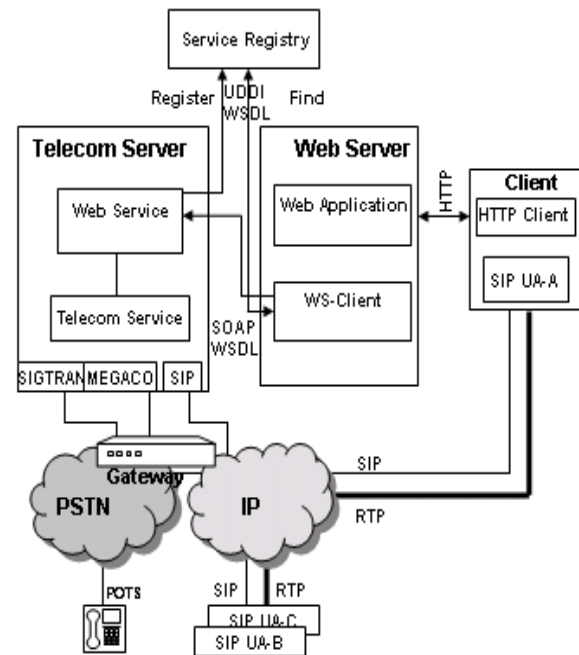 Service Registry
Register
UDDI
WSDL
Find
Telecom Server
Web Server
Client
Web Service
Web Application
HTTP
HTTP Client
SIP UA-A
Telecom Service
WS-Client
SOAP
WSDL
SIGTRAN
MEGACO
SIP
Gateway
PSTN
IP
SIP
RTP
POTS
SIP
RTP
SIP UA-C
SIP UA-B